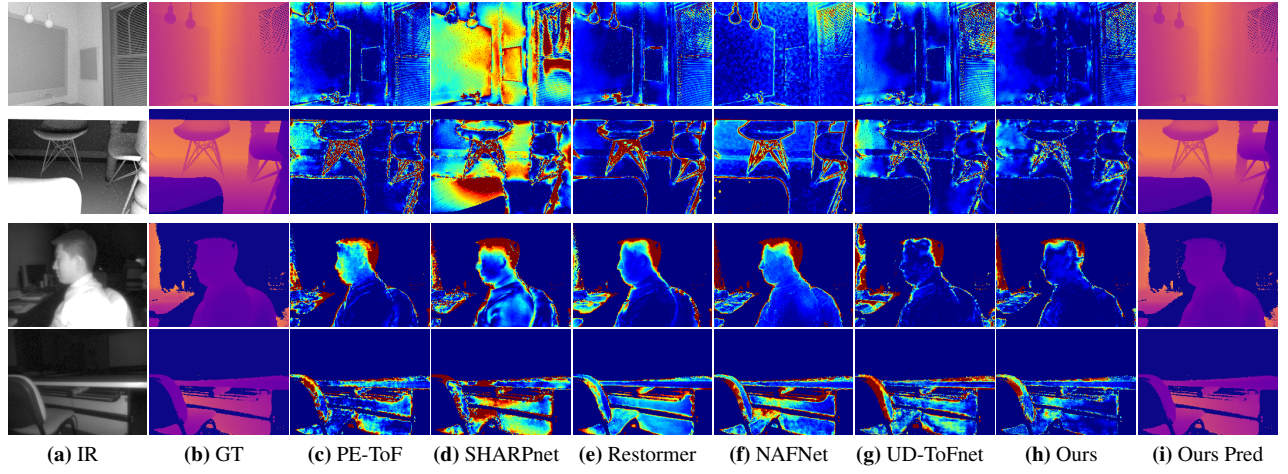 (a) IR (b) GT (c) PE-ToF (d) SHARPnet (e) Restormer (f) NAFNet (g) UD-ToFnet (h) Ours (i) Ours Pred